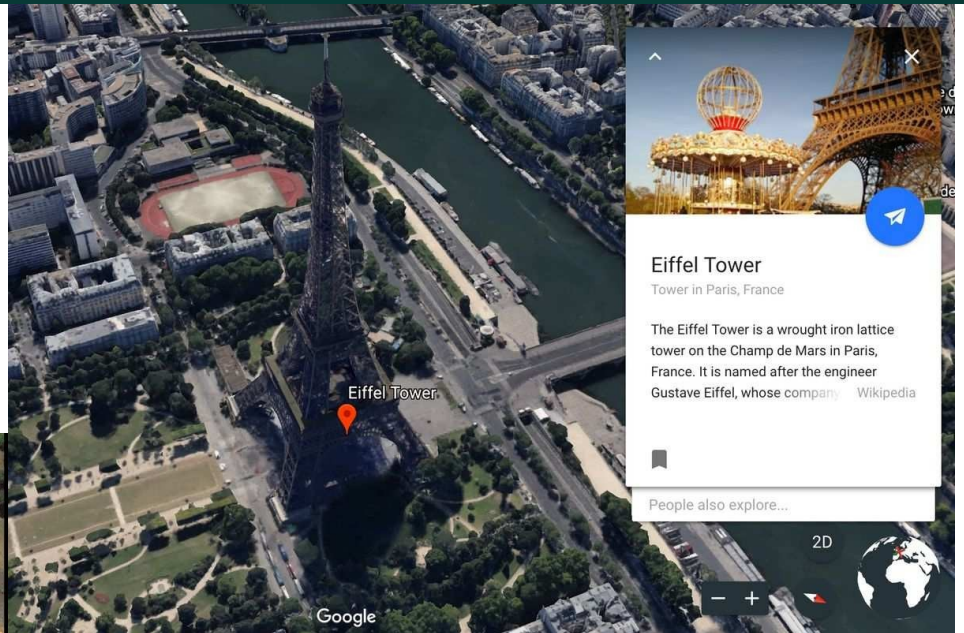 Eiffel Tower
Tower in Paris, France
The Eiffel Tower is a wrought iron lattice
tower on the Champ de Mars in Paris,
France. It is named after the engineer
Gustave Eiffel, whose company Wikipedia
People also explore...
Eiffel Tower
2D
Google